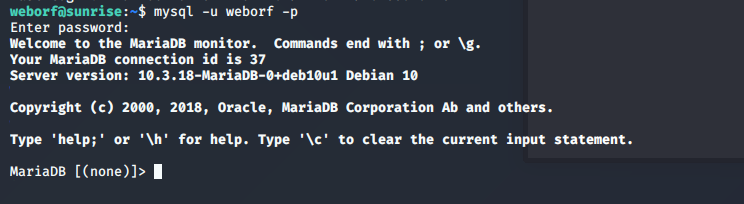 weborf@sunrise:~$ mysql -u weborf -p
Enter password:
Welcome to the MariaDB monitor.  Commands end with ; or \g.
Your MariaDB connection id is 37
Server version: 10.3.18-MariaDB-0+deb10u1 Debian 10
Copyright (c) 2000, 2018, Oracle, MariaDB Corporation Ab and others.
Type 'help;' or '\h' for help. Type '\c' to clear the current input statement.
MariaDB [(none)]>